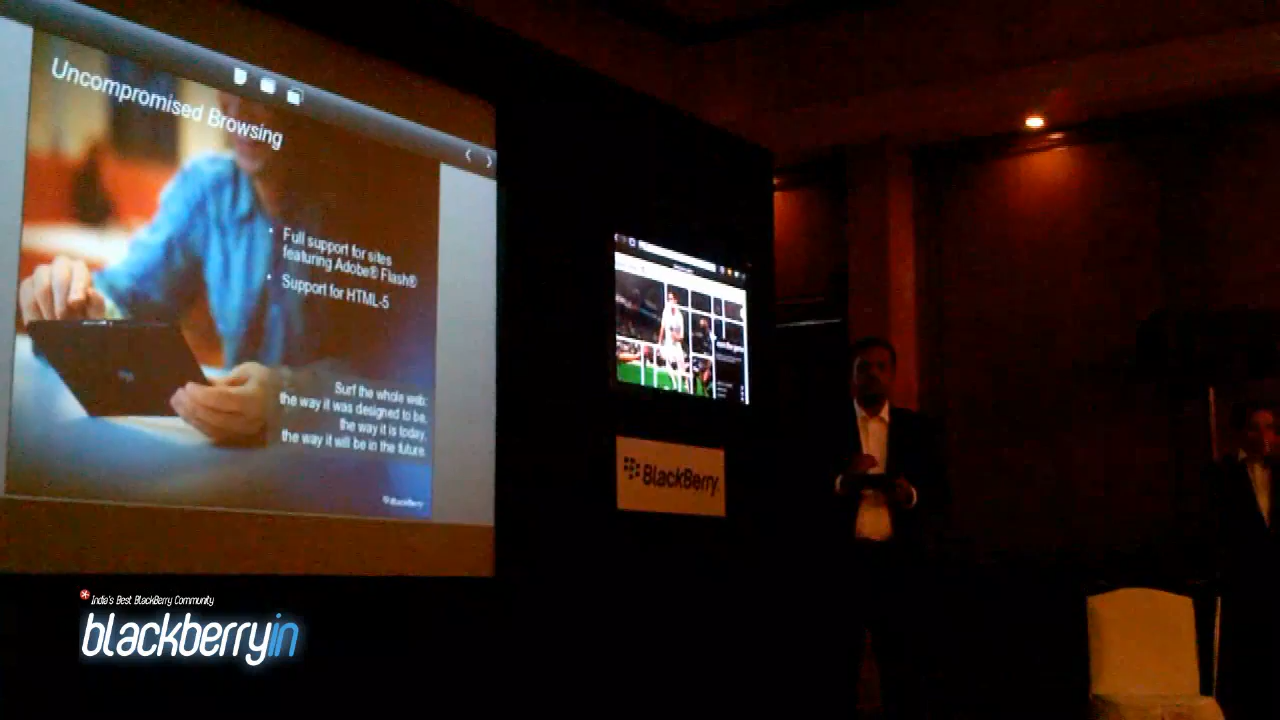 Uncompromised Browsing
• Full support for sites
featuring Adobe® Flash®
• Support for HTML-5
Surf the whole web:
the way it was designed to be,
the way it is today,
the way it will be in the future.
BlackBerry
BlackBerry.
India's Best BlackBerry Community
blackberryin